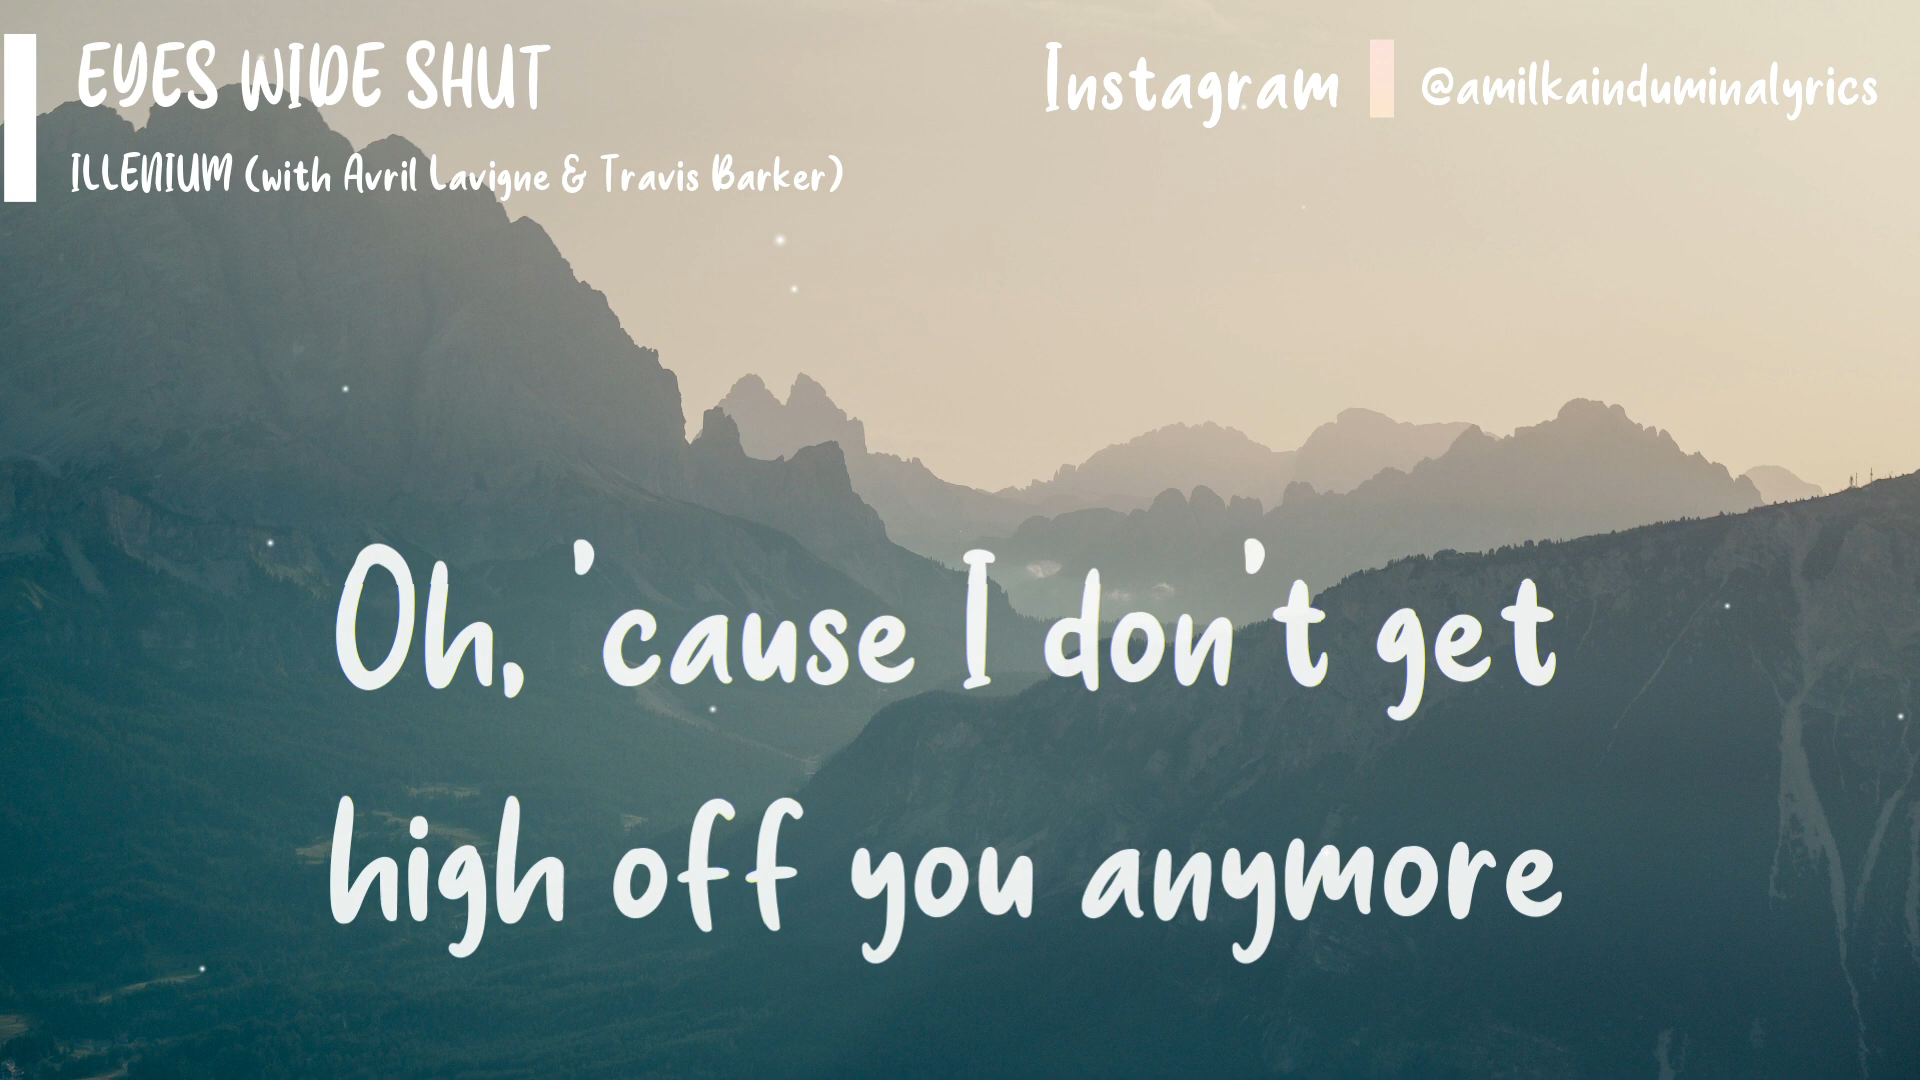 EYES WIDE SHUT
ILLENIUM (with Avril Lavigne & Travis Barker)
Instagram @amilkainduminalyrics
Oh, 'cause I don't get
high off you anymore